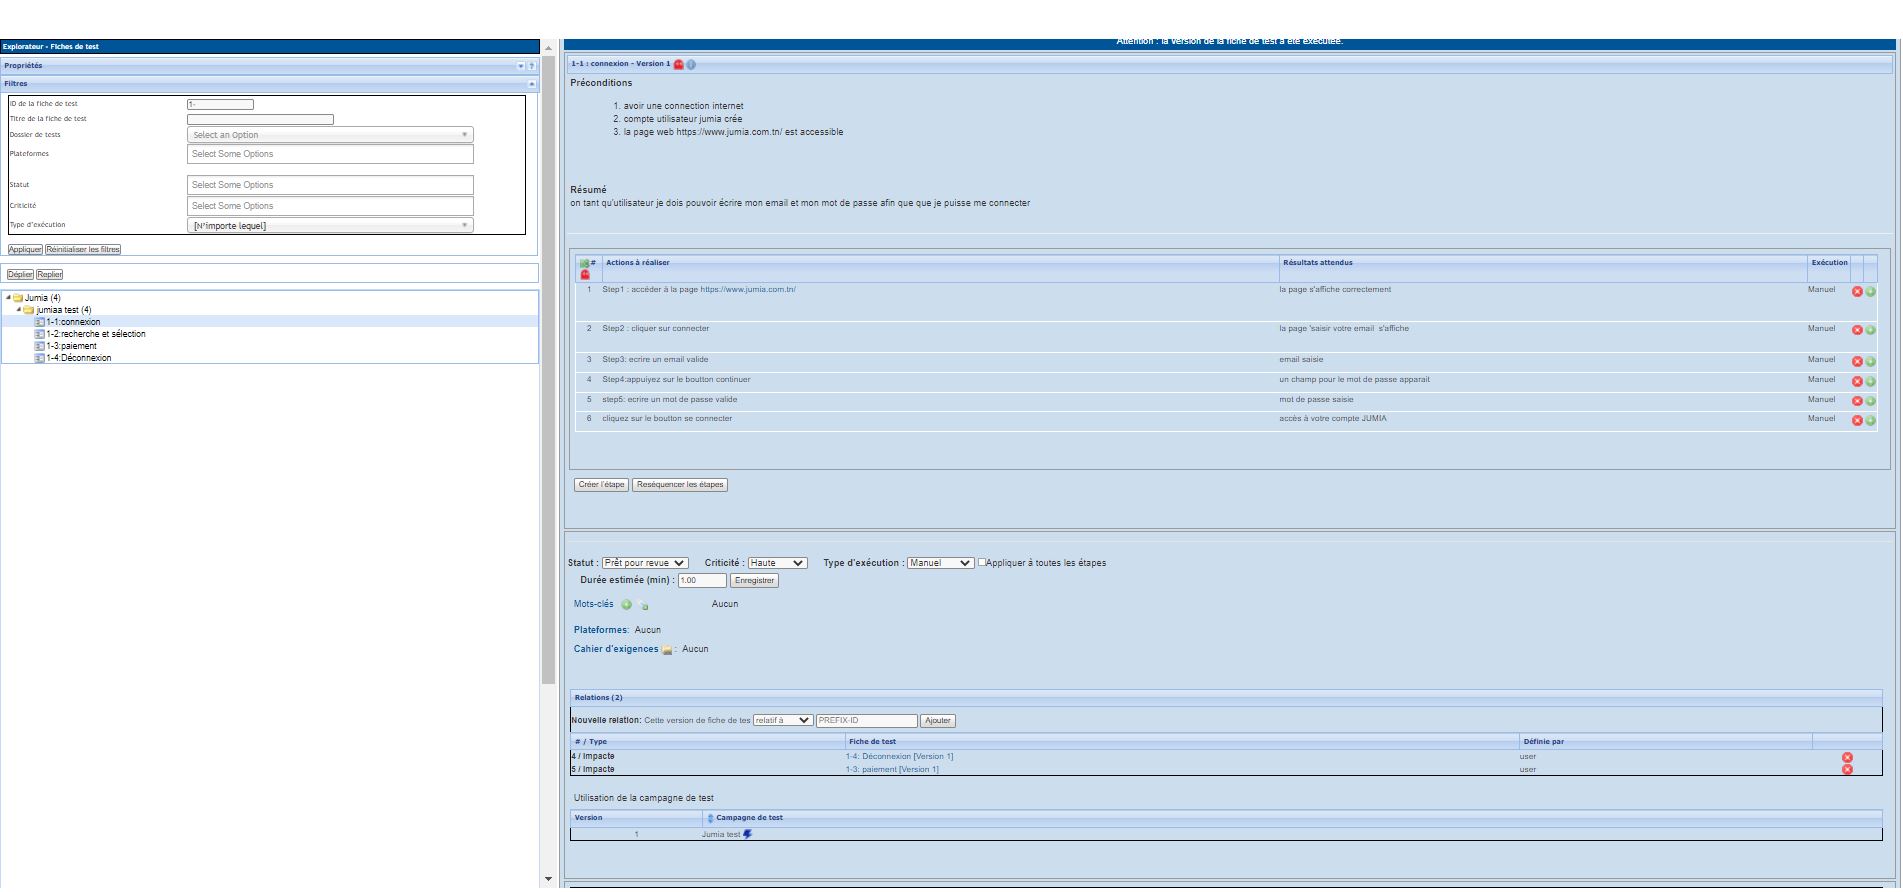 Explorateur - Fiches de test
Propriétés
Filtres
ID de la fiche de test 1-
Titre de la fiche de test
Dossier de tests Select an Option
Plateformes Select Some Options
Statut Select Some Options
Criticité Select Some Options
Type d'exécution [N'importe lequel]
Appliquer Réinitialiser les filtres
Déplier Replier
Jumia (4)
jumiaa test (4)
1-1:connexion
1-2:recherche et sélection
1-3:paiement
1-4:Déconnexion
Attention : la version de la fiche de test a été exécutée.
1-1 : connexion - Version 1
Préconditions
1. avoir une connection internet
2. compte utilisateur jumia crée
3. la page web https://www.jumia.com.tn/ est accessible
Résumé
on tant qu'utilisateur je dois pouvoir écrire mon email et mon mot de passe afin que que je puisse me connecter
# Actions à réaliser Résultats attendus Exécution
1 Step1 : accéder à la page https://www.jumia.com.tn/ la page s'affiche correctement Manuel
2 Step2 : cliquer sur connecter la page 'saisir votre email s'affiche Manuel
3 Step3: ecrire un email valide email saisie Manuel
4 Step4:appuiyez sur le boutton continuer un champ pour le mot de passe apparait Manuel
5 step5: ecrire un mot de passe valide mot de passe saisie Manuel
6 cliquez sur le boutton se connecter accès à votre compte JUMIA Manuel
Créer l'étape Reséquencer les étapes
Statut : Prêt pour revue Criticité : Haute Type d'exécution : Manuel Appliquer à toutes les étapes
Durée estimée (min) : 1.00 Enregistrer
Mots-clés Aucun
Plateformes: Aucun
Cahier d'exigences : Aucun
Relations (2)
Nouvelle relation: Cette version de fiche de tes relatif à PREFIX-ID Ajouter
# / Type Fiche de test Définie par
4 / Impacte 1-4: Déconnexion [Version 1] user
5 / Impacte 1-3: paiement [Version 1] user
Utilisation de la campagne de test
Version Campagne de test
1 Jumia test